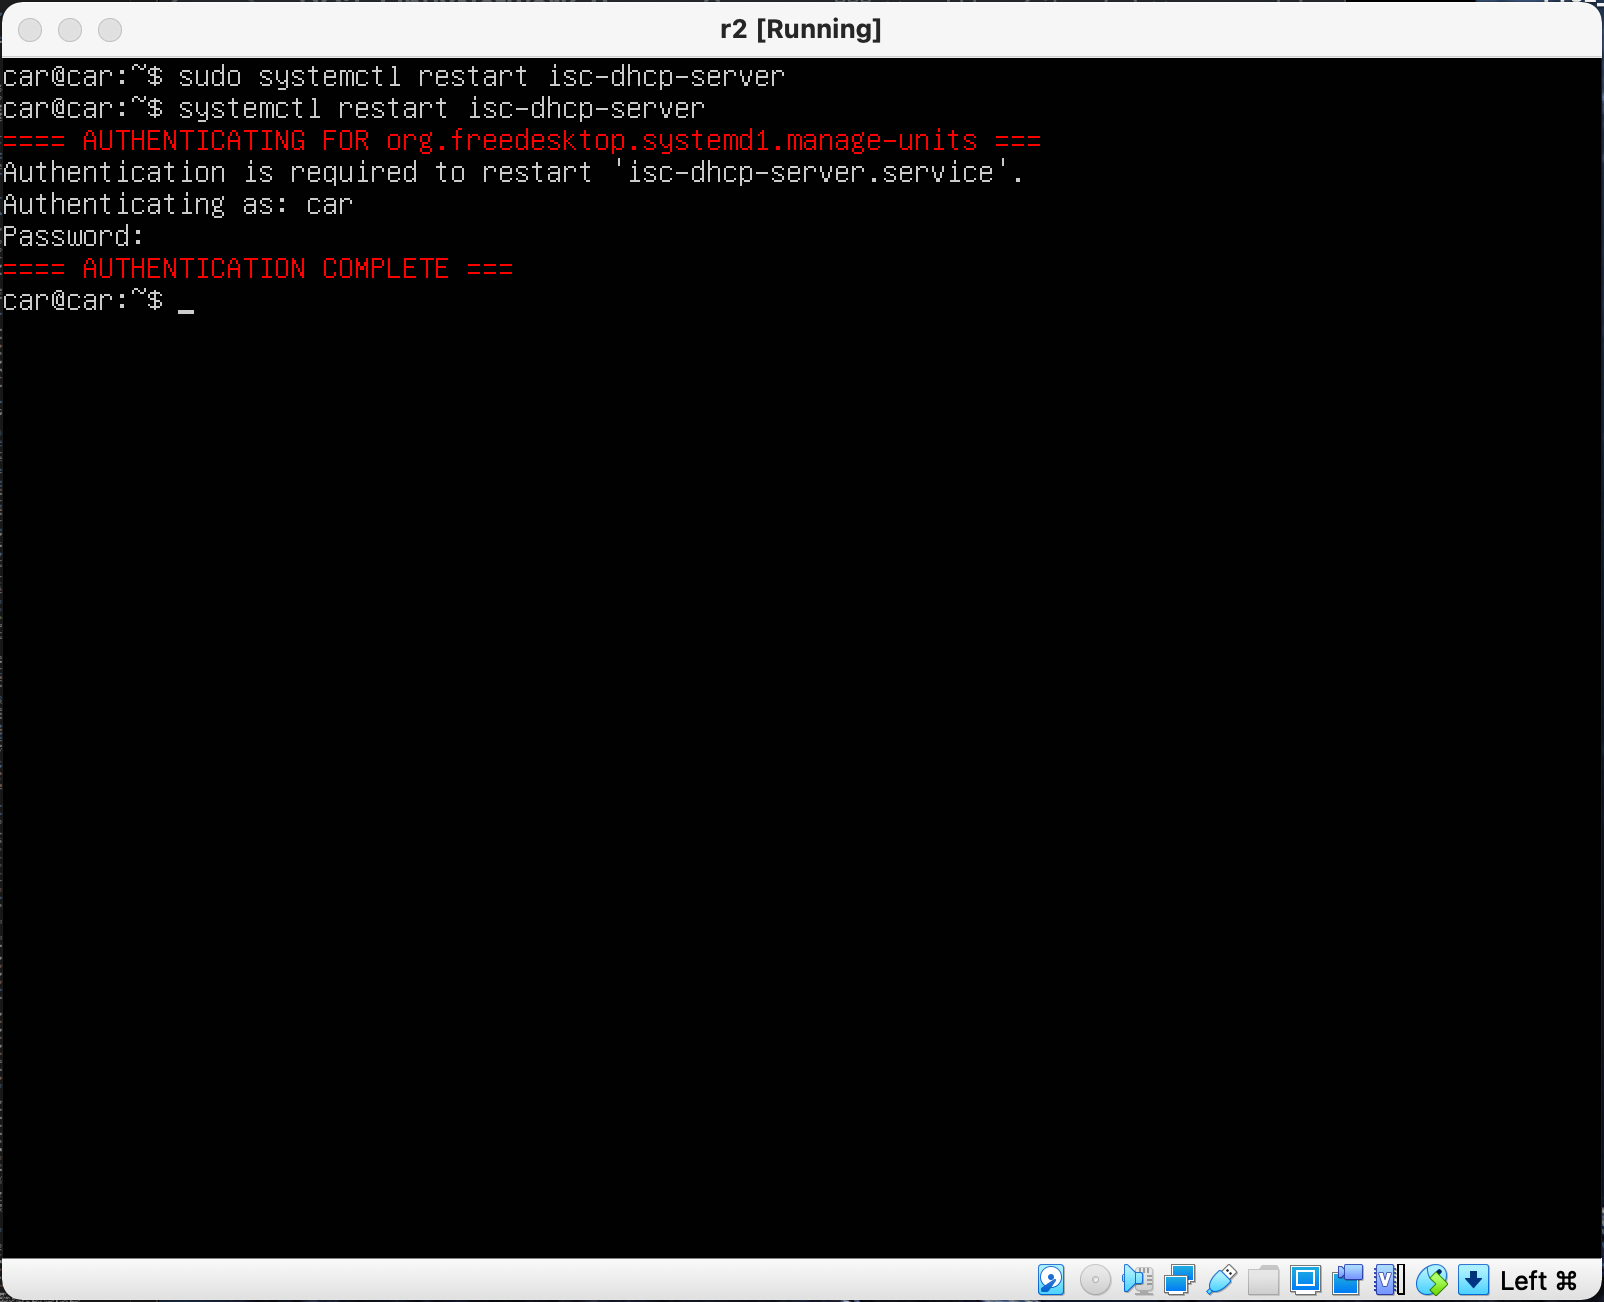 r2 [Running]
car@car:~$ sudo systemctl restart isc-dhcp-server
car@car:~$ systemctl restart isc-dhcp-server
==== AUTHENTICATING FOR org.freedesktop.systemd1.manage-units ===
Authentication is required to restart 'isc-dhcp-server.service'.
Authenticating as: car
Password:
==== AUTHENTICATION COMPLETE ===
car@car:~$ _
Left ⌘